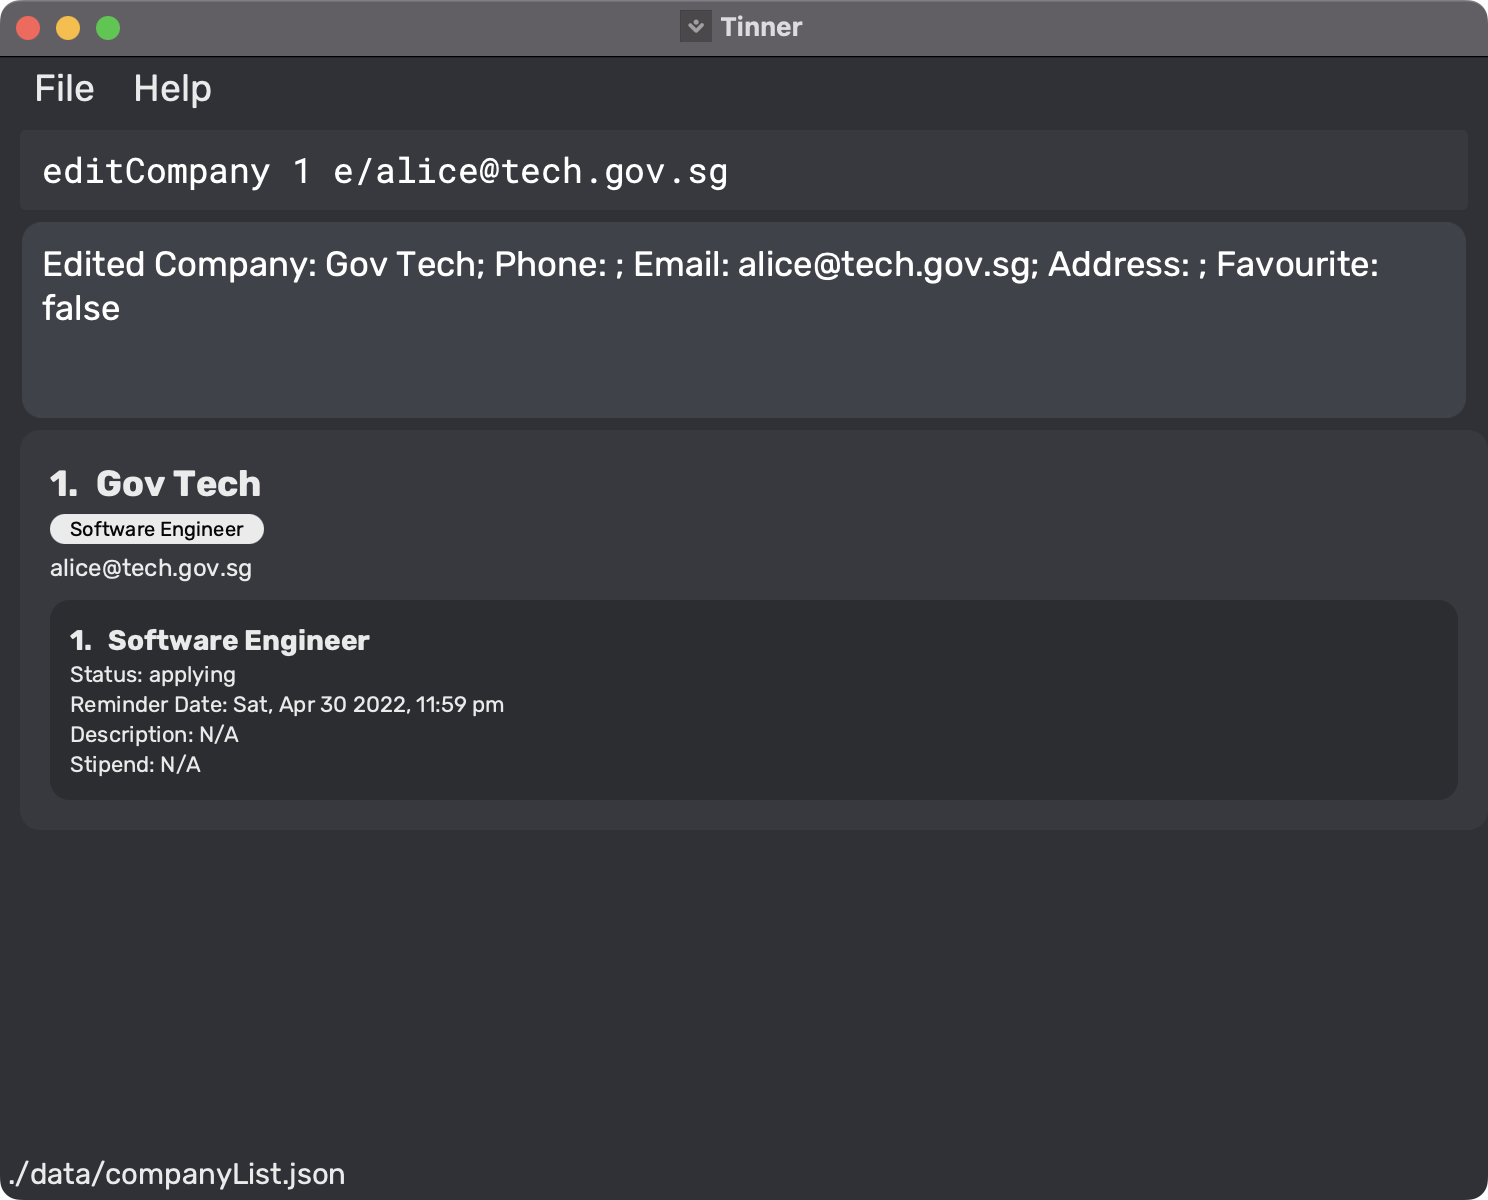 Tinner
File Help
editCompany 1 e/alice@tech.gov.sg
Edited Company: Gov Tech; Phone: ; Email: alice@tech.gov.sg; Address: ; Favourite:
false
1. Gov Tech
Software Engineer
alice@tech.gov.sg
1. Software Engineer
Status: applying
Reminder Date: Sat, Apr 30 2022, 11:59 pm
Description: N/A
Stipend: N/A
./data/companyList.json